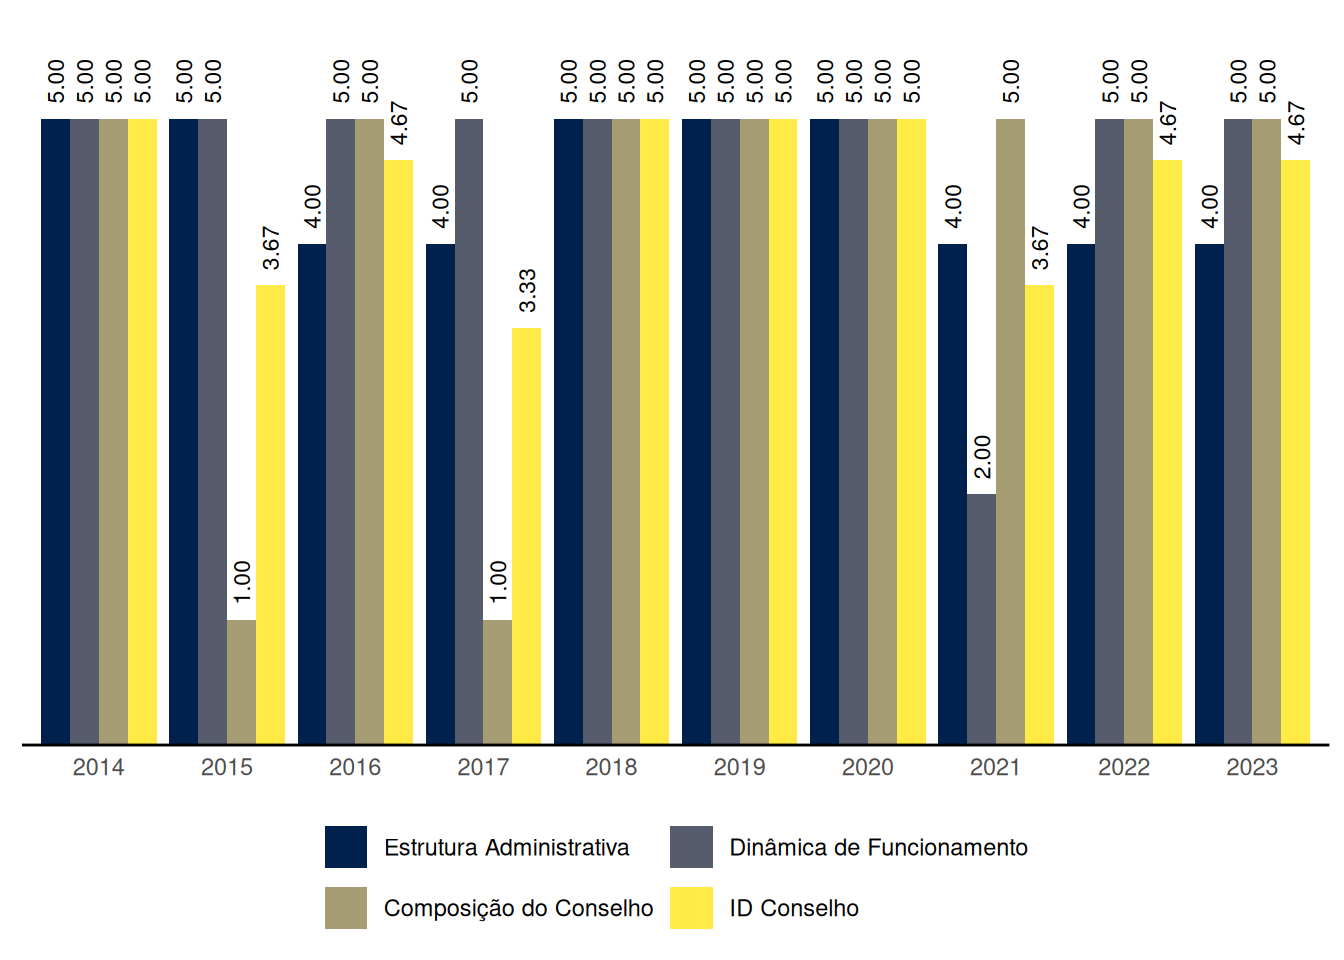 5.00 5.00 5.00 5.00 5.00 5.00 1.00 3.67 4.00 5.00 5.00 4.67 4.00 5.00 1.00 3.33 5.00 5.00 5.00 5.00 5.00 5.00 5.00 5.00 5.00 5.00 5.00 5.00 4.00 2.00 5.00 3.67 4.00 5.00 5.00 4.67 4.00 5.00 5.00 4.67
2014 2015 2016 2017 2018 2019 2020 2021 2022 2023
Estrutura Administrativa Dinâmica de Funcionamento
Composição do Conselho ID Conselho